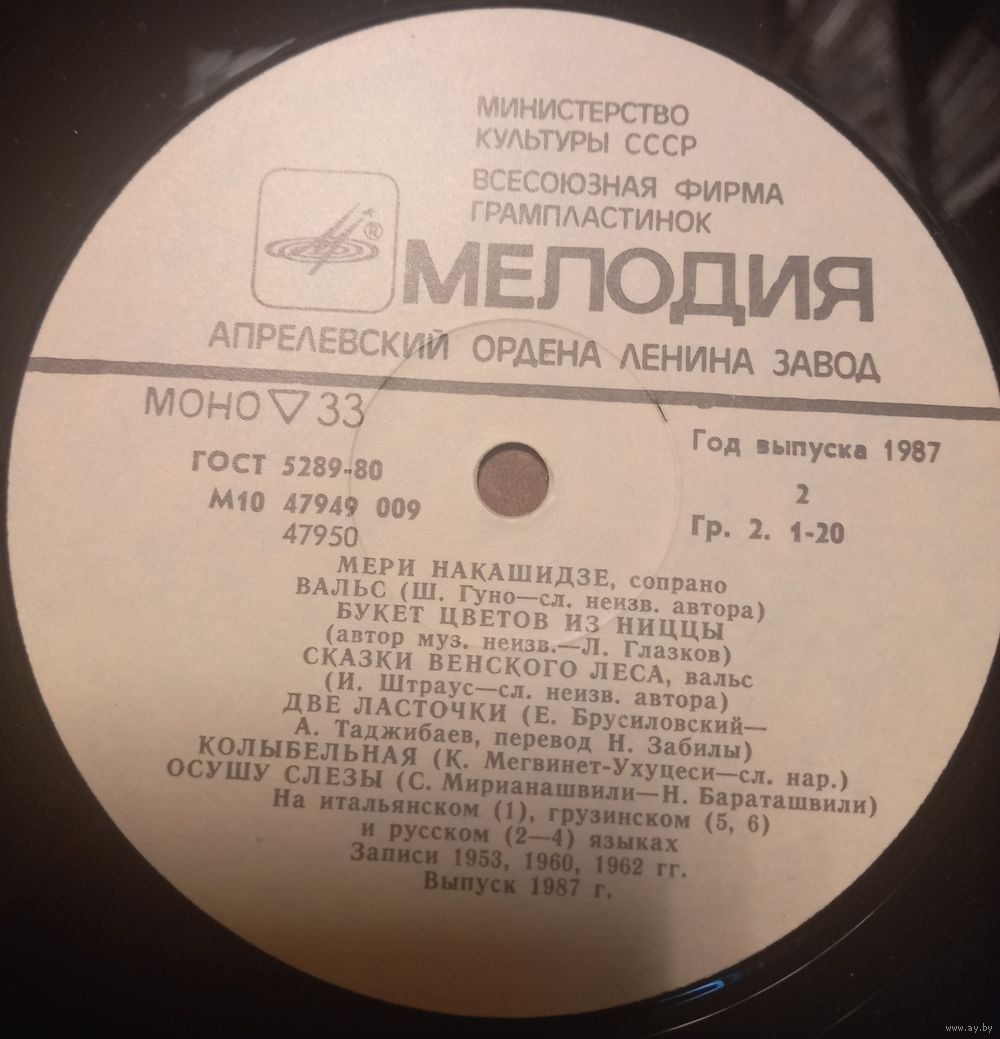 МИНИСТЕРСТВО
КУЛЬТУРЫ СССР
ВСЕСОЮЗНАЯ ФИРМА
ГРАМПЛАСТИНОК
®
МЕЛОДИЯ
АПРЕЛЕВСКИЙ ОРДЕНА ЛЕНИНА ЗАВОД
МОНО ▽ 33
ГОСТ 5289-80
М10 47949 009
47950
Год выпуска 1987
2
Гр. 2. 1-20
МЕРИ НАКАШИДЗЕ, сопрано
ВАЛЬС (Ш. Гуно—сл. неизв. автора)
БУКЕТ ЦВЕТОВ ИЗ НИЦЦЫ
(автор муз. неизв.—Л. Глазков)
СКАЗКИ ВЕНСКОГО ЛЕСА, вальс
(И. Штраус—сл. неизв. автора)
ДВЕ ЛАСТОЧКИ (Е. Брусиловский—
А. Таджибаев, перевод Н. Забилы)
КОЛЫБЕЛЬНАЯ (К. Мегвинет-Ухуцеси—сл. нар.)
ОСУШУ СЛЕЗЫ (С. Мирианашвили—Н. Бараташвили)
На итальянском (1), грузинском (5, 6)
и русском (2—4) языках
Записи 1953, 1960, 1962 гг.
Выпуск 1987 г.
www.ay.by